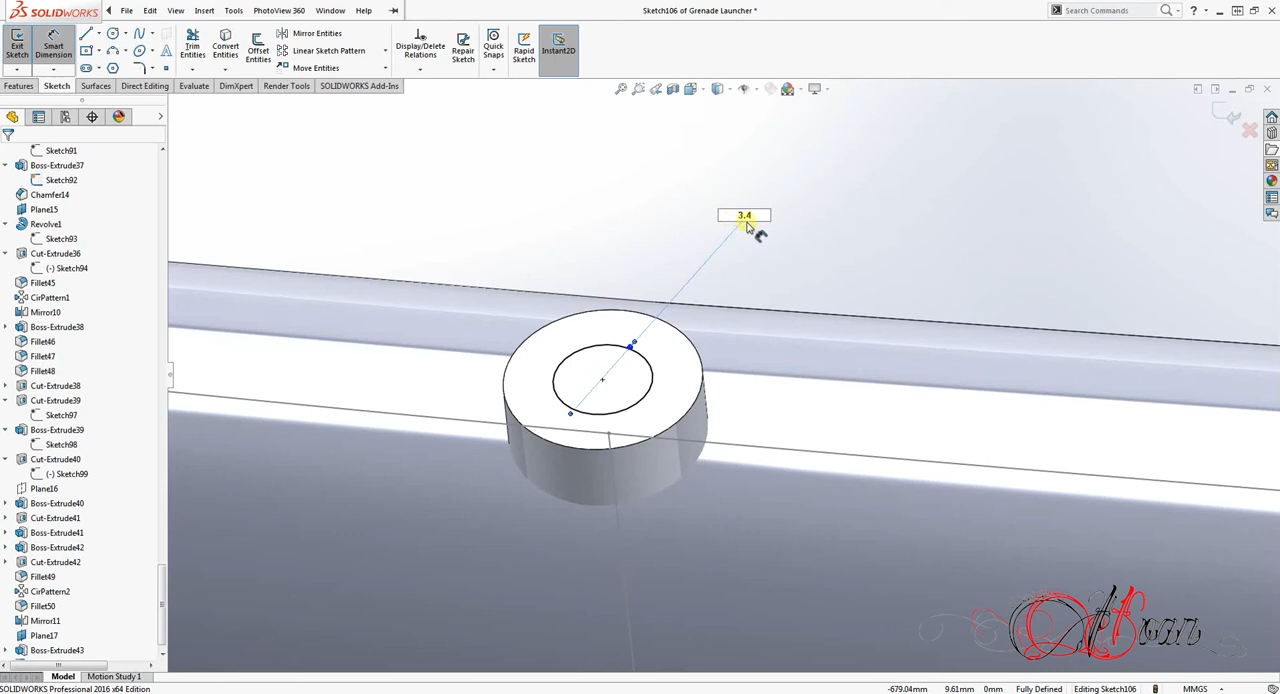 SOLIDWORKS File Edit View Insert Tools PhotoView 360 Window Help Sketch106 of Grenade Launcher * Search Commands
Exit Sketch Smart Dimension Trim Entities Convert Entities Offset Entities Mirror Entities Linear Sketch Pattern Move Entities Display/Delete Relations Repair Sketch Quick Snaps Rapid Sketch Instant2D
Features Sketch Surfaces Direct Editing Evaluate DimXpert Render Tools SOLIDWORKS Add-Ins
Sketch91
Boss-Extrude37
Sketch92
Chamfer14
Plane15
Revolve1
Sketch93
Cut-Extrude36
(-) Sketch94
Fillet45
CirPattern1
Mirror10
Boss-Extrude38
Fillet46
Fillet47
Fillet48
Cut-Extrude38
Cut-Extrude39
Sketch97
Boss-Extrude39
Sketch98
Cut-Extrude40
(-) Sketch99
Plane16
Boss-Extrude40
Cut-Extrude41
Boss-Extrude41
Boss-Extrude42
Cut-Extrude42
Fillet49
CirPattern2
Fillet50
Mirror11
Plane17
Boss-Extrude43
3.4
Model Motion Study 1
SOLIDWORKS Professional 2016 x64 Edition -679.04mm 9.61mm 0mm Fully Defined Editing Sketch106 MMGS